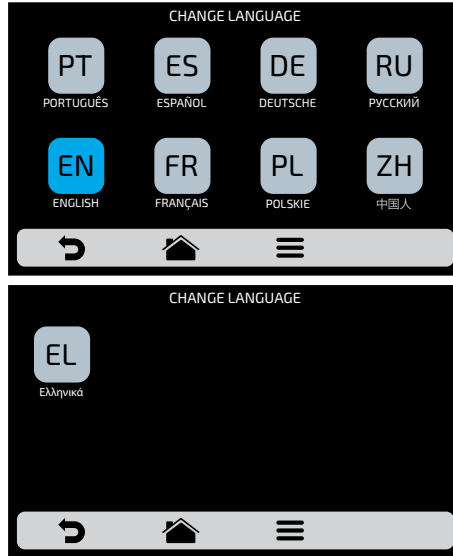 CHANGE LANGUAGE
PT ES DE RU
PORTUGUÊS ESPAÑOL DEUTSCHE РУССКИЙ
EN FR PL ZH
ENGLISH FRANÇAIS POLSKIE 中国人
CHANGE LANGUAGE
EL
Ελληνικά